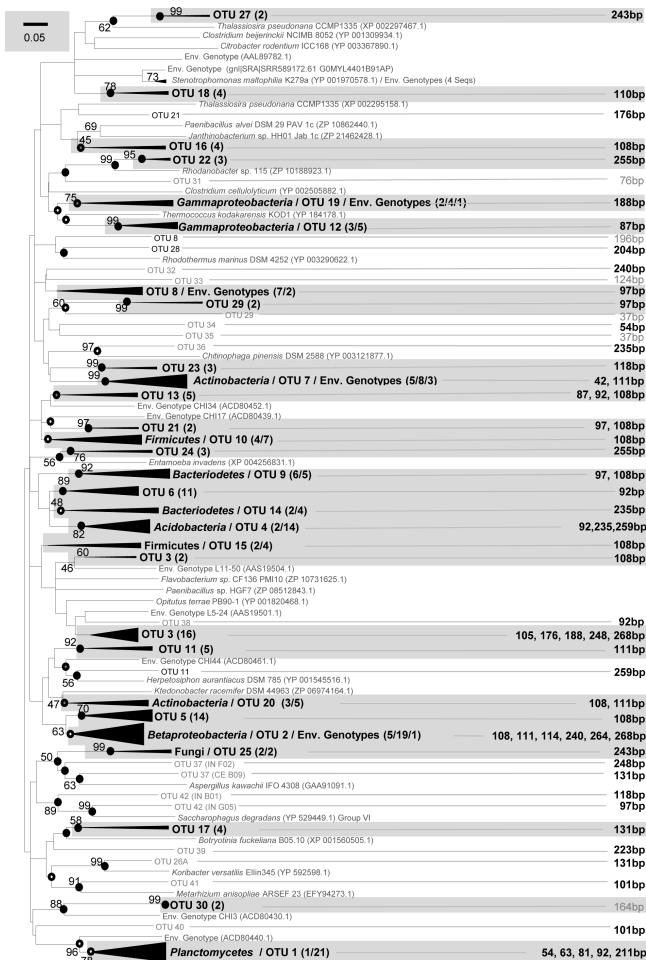 0.05
99 OTU 27 (2) 243bp
62
Thalassiosira pseudonana CCMP1335 (XP 002297467.1)
Clostridium beijerinckii NCIMB 8052 (YP 001309934.1)
Citrobacter rodentium ICC168 (YP 003367890.1)
Env. Genotype (AAL89782.1)
Env. Genotype (gnl|SRA|SRR589172.61 G0MYL4401B91AP)
73
Stenotrophomonas maltophilia K279a (YP 001970578.1) / Env. Genotypes (4 Seqs)
78
OTU 18 (4) 110bp
Thalassiosira pseudonana CCMP1335 (XP 002295158.1)
OTU 21 176bp
Paenibacillus alvei DSM 29 PAV 1c (ZP 10862440.1)
69
Janthinobacterium sp. HH01 Jab 1c (ZP 21462428.1)
45
OTU 16 (4) 108bp
95
99 OTU 22 (3) 255bp
Rhodanobacter sp. 115 (ZP 10188923.1)
OTU 31 76bp
Clostridium cellulolyticum (YP 002505882.1)
75
Gammaproteobacteria / OTU 19 / Env. Genotypes (2/4/1) 188bp
Thermococcus kodakarensis KOD1 (YP 184178.1)
99
Gammaproteobacteria / OTU 12 (3/5) 87bp
OTU 8 196bp
OTU 28 204bp
Rhodothermus marinus DSM 4252 (YP 003290622.1)
OTU 32 240bp
OTU 33 124bp
OTU 8 / Env. Genotypes (7/2) 97bp
60 99 OTU 29 (2) 97bp
OTU 29 37bp
OTU 34 54bp
OTU 35 37bp
OTU 36 235bp
97
Chitinophaga pinensis DSM 2588 (YP 003121877.1)
99 OTU 23 (3) 118bp
99 Actinobacteria / OTU 7 / Env. Genotypes (5/8/3) 42, 111bp
OTU 13 (5) 87, 92, 108bp
Env. Genotype CHI34 (ACD80452.1)
Env. Genotype CHI17 (ACD80439.1)
97 OTU 21 (2) 97, 108bp
Firmicutes / OTU 10 (4/7) 108bp
OTU 24 (3) 255bp
56 76
Entamoeba invadens (XP 004256831.1)
92
Bacteriodetes / OTU 9 (6/5) 97, 108bp
89
OTU 6 (11) 92bp
48
Bacteriodetes / OTU 14 (2/4) 235bp
Acidobacteria / OTU 4 (2/14) 92,235,259bp
82
Firmicutes / OTU 15 (2/4) 108bp
60
OTU 3 (2) 108bp
46
Env. Genotype L11-50 (AAS19504.1)
Flavobacterium sp. CF136 PMI10 (ZP 10731625.1)
Paenibacillus sp. HGF7 (ZP 08512843.1)
Opitutus terrae PB90-1 (YP 001820468.1)
Env. Genotype L5-24 (AAS19501.1)
OTU 38 92bp
OTU 3 (16) 105, 176, 188, 248, 268bp
92
OTU 11 (5) 111bp
Env. Genotype CHI44 (ACD80461.1)
OTU 11 259bp
56
Herpetosiphon aurantiacus DSM 785 (YP 001545516.1)
Ktedonobacter racemifer DSM 44963 (ZP 06974164.1)
47 Actinobacteria / OTU 20 (3/5) 108, 111bp
70
OTU 5 (14) 108bp
63
Betaproteobacteria / OTU 2 / Env. Genotypes (5/19/1) 108, 111, 114, 240, 264, 268bp
99 Fungi / OTU 25 (2/2) 243bp
50
OTU 37 (IN F02) 248bp
OTU 37 (CE B09) 131bp
63
Aspergillus kawachii IFO 4308 (GAA91091.1)
OTU 42 (IN B01) 118bp
OTU 42 (IN G05) 97bp
89 99
Saccharophagus degradans (YP 529449.1) Group VI
58
OTU 17 (4) 131bp
Botryotinia fuckeliana B05.10 (XP 001560505.1)
OTU 39 223bp
OTU 26A 131bp
99
Koribacter versatilis Ellin345 (YP 592598.1)
OTU 41 101bp
91
Metarhizium anisopliae ARSEF 23 (EFY94273.1)
99 OTU 30 (2) 164bp
88
Env. Genotype CHI3 (ACD80430.1)
OTU 40 101bp
Env. Genotype (ACD80440.1)
Planctomycetes / OTU 1 (1/21) 54, 63, 81, 92, 211bp
96 78